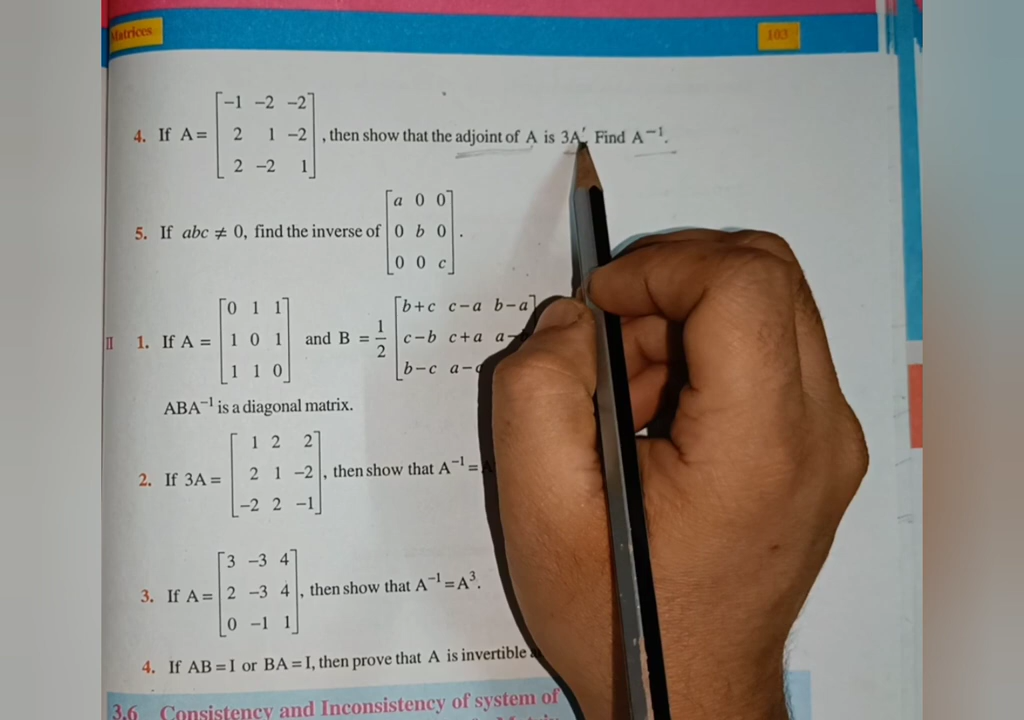 Matrices
103
4. If A = [−1 −2 −2
2 1 −2
2 −2 1], then show that the adjoint of A is 3A′. Find A⁻¹.
5. If abc ≠ 0, find the inverse of [a 0 0
0 b 0
0 0 c].
II 1. If A = [0 1 1
1 0 1
1 1 0] and B = 1/2 [b+c c−a b−a]
c−b c+a a−
b−c a−
ABA⁻¹ is a diagonal matrix.
2. If 3A = [1 2 2
2 1 −2
−2 2 −1], then show that A⁻¹ =
3. If A = [3 −3 4
2 −3 4
0 −1 1], then show that A⁻¹ = A³.
4. If AB = I or BA = I, then prove that A is invertible
3.6 Consistency and Inconsistency of system of